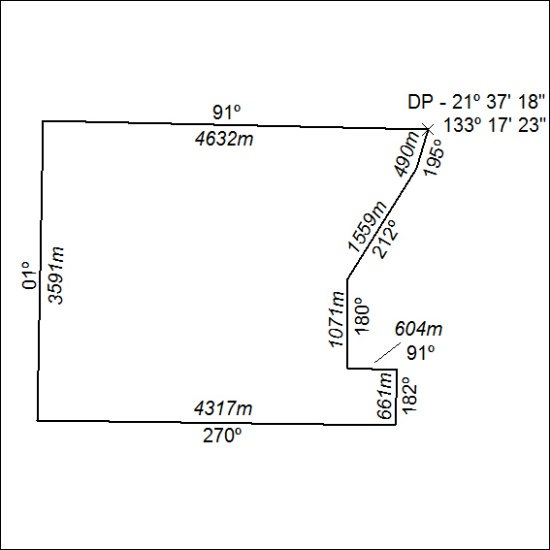 DP - 21º 37' 18"
133º 17' 23"
91º
4632m
490m
195º
1559m
212º
01º
3591m
1071m
180º
604m
91º
661m
182º
4317m
270º